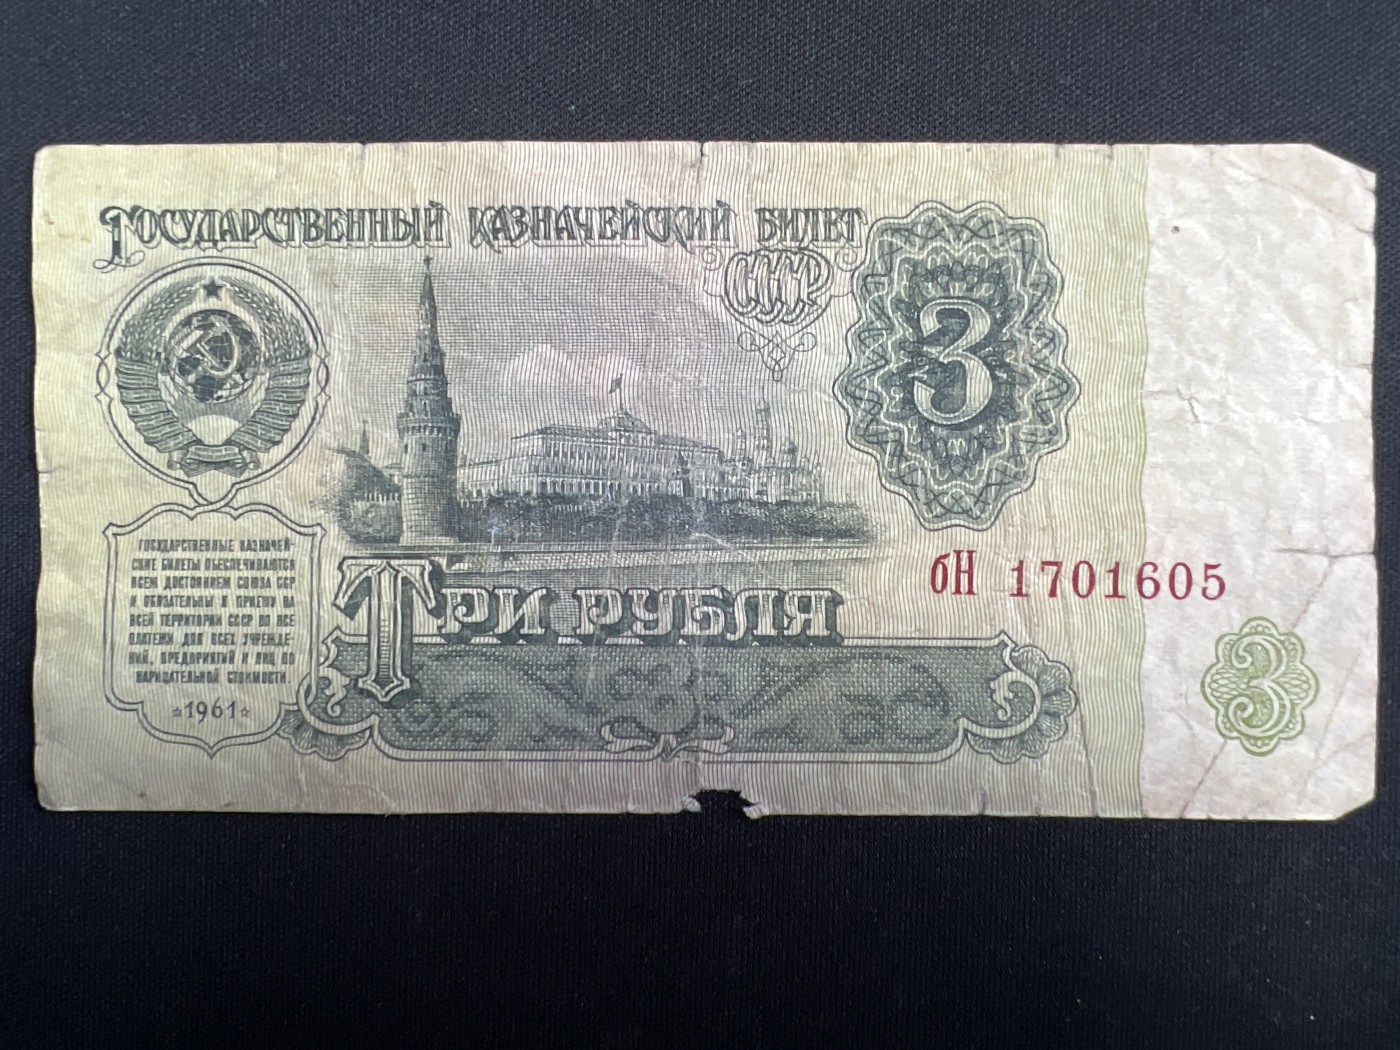 Государственный казначейский билет
СССР
3
Государственные казначей-
ские билеты обеспечиваются
всем достоянием Союза ССР
и обязательны к приему на
всей территории СССР во все
платежи для всех учрежде-
ний, предприятий и лиц по
нарицательной стоимости
☆1961☆
Три рубля
бН 1701605
3